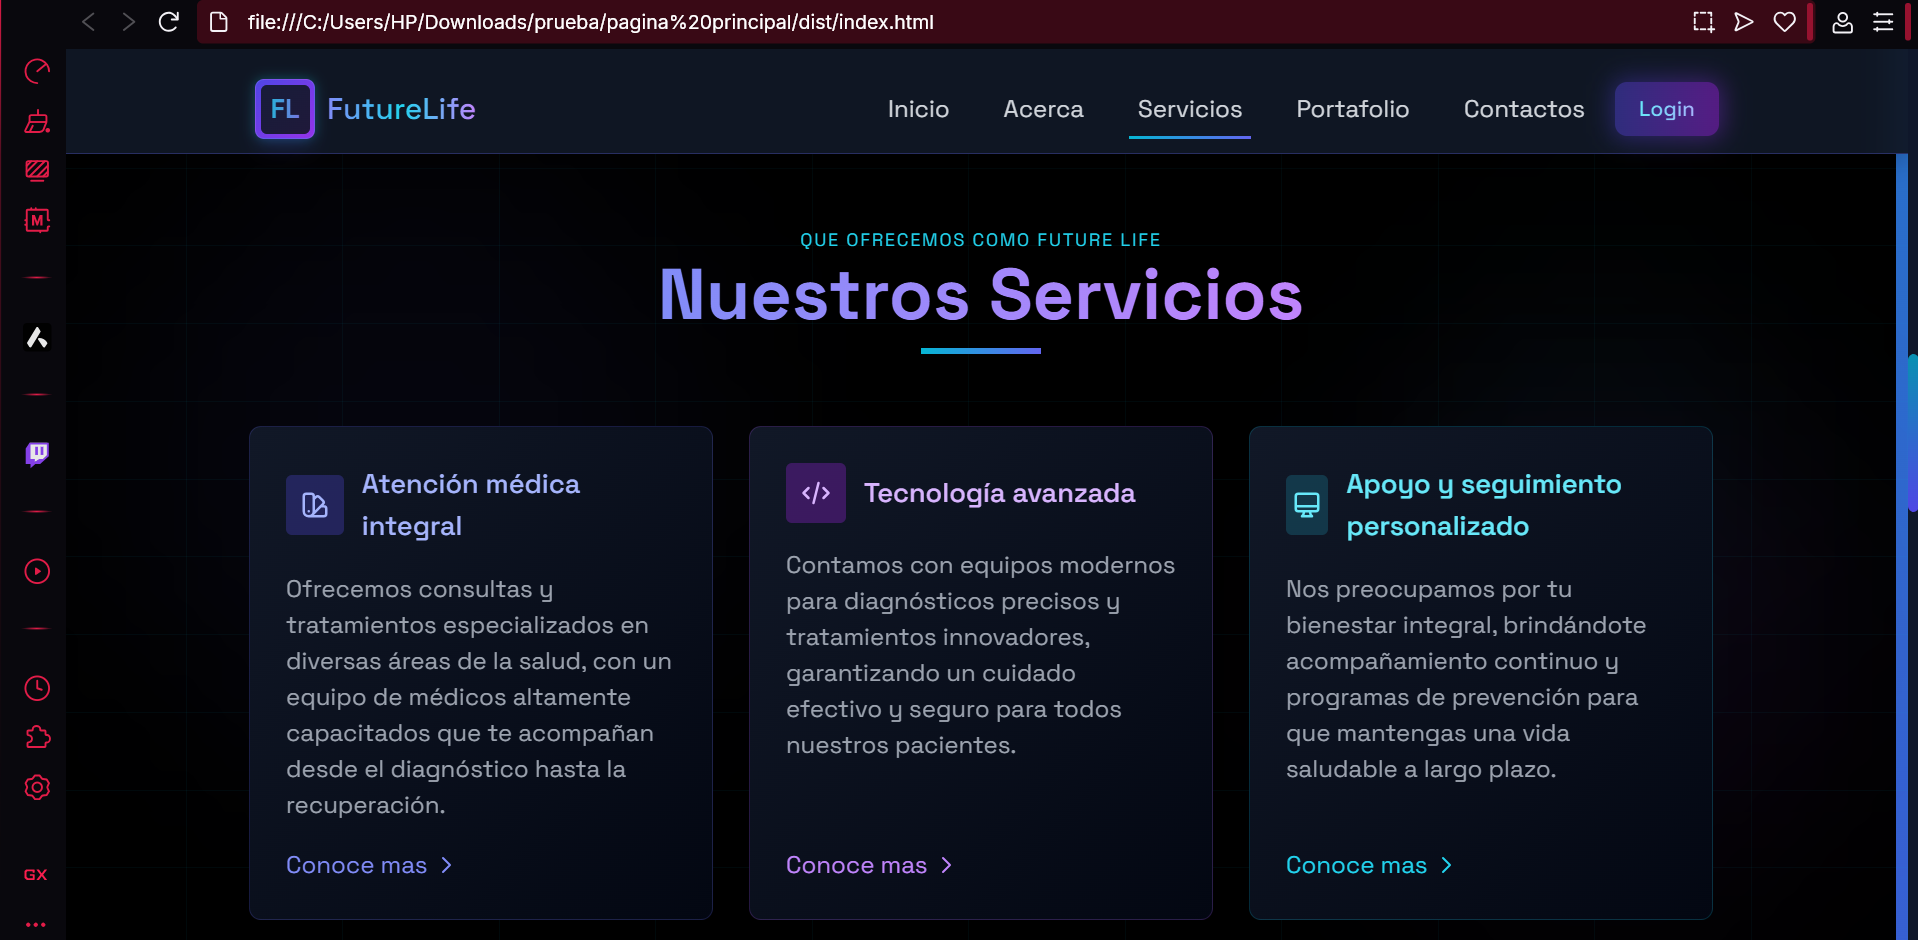 file:///C:/Users/HP/Downloads/prueba/pagina%20principal/dist/index.html
FL FutureLife
Inicio Acerca Servicios Portafolio Contactos Login
QUE OFRECEMOS COMO FUTURE LIFE
Nuestros Servicios
Atención médica
integral
Ofrecemos consultas y
tratamientos especializados en
diversas áreas de la salud, con un
equipo de médicos altamente
capacitados que te acompañan
desde el diagnóstico hasta la
recuperación.
Conoce mas
</> Tecnología avanzada
Contamos con equipos modernos
para diagnósticos precisos y
tratamientos innovadores,
garantizando un cuidado
efectivo y seguro para todos
nuestros pacientes.
Conoce mas
Apoyo y seguimiento
personalizado
Nos preocupamos por tu
bienestar integral, brindándote
acompañamiento continuo y
programas de prevención para
que mantengas una vida
saludable a largo plazo.
Conoce mas
M
GX